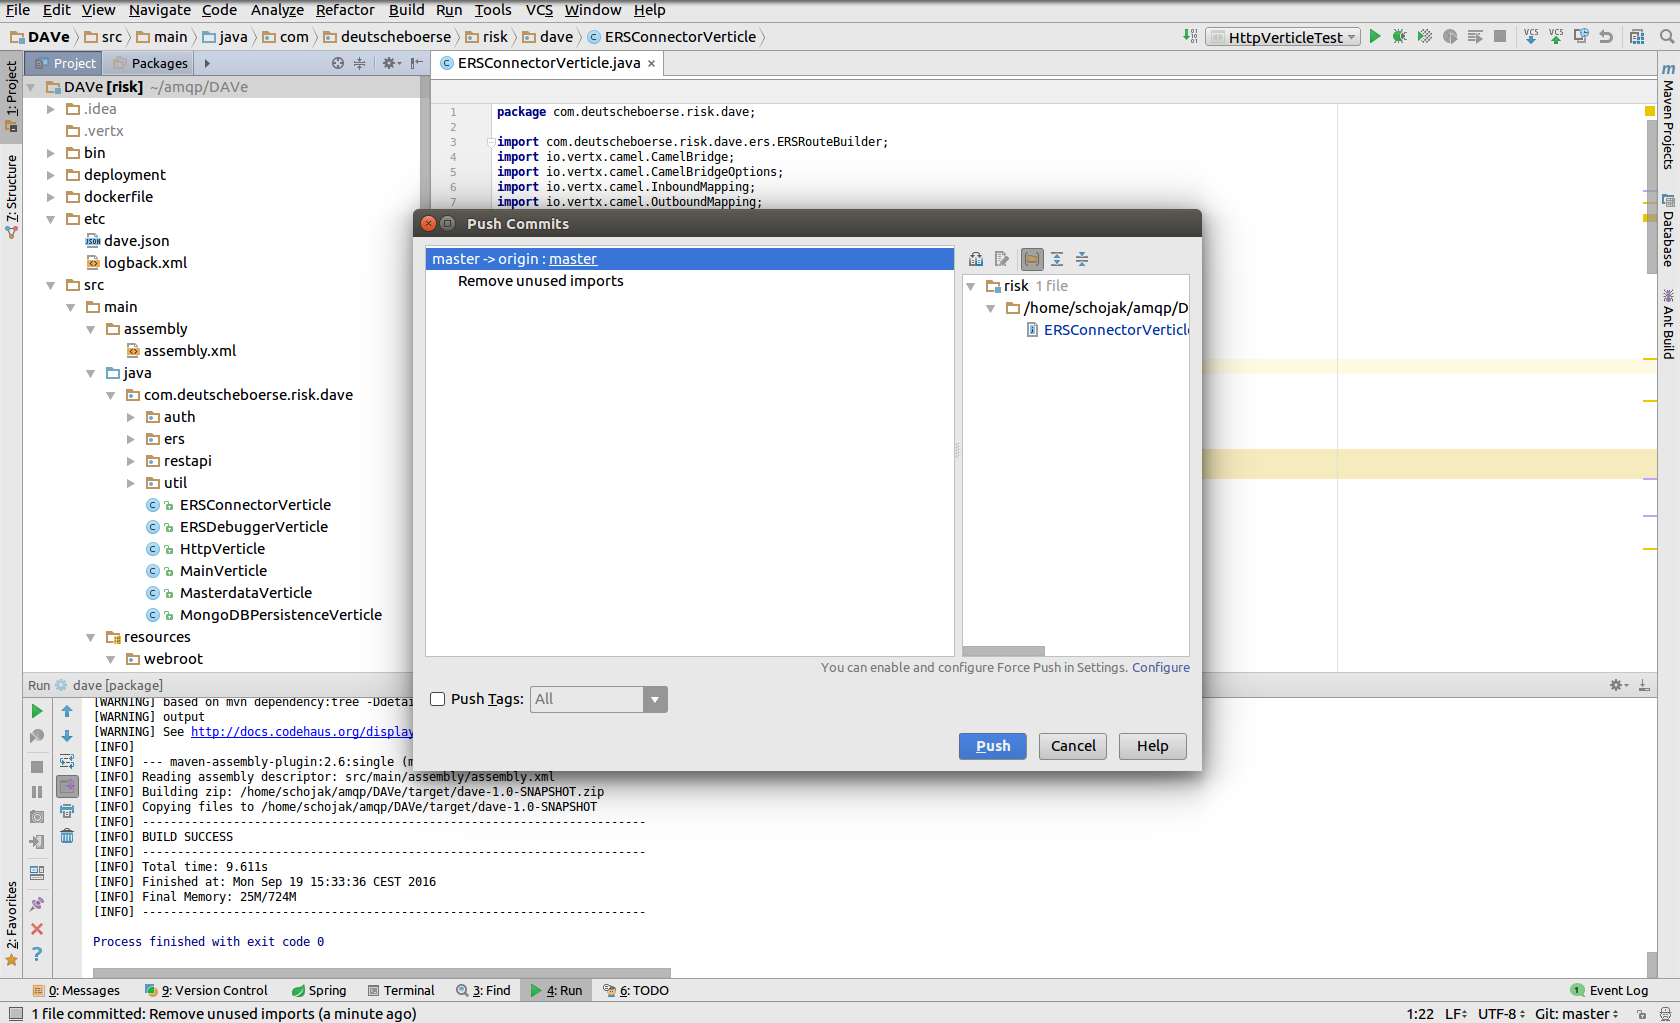 File Edit View Navigate Code Analyze Refactor Build Run Tools VCS Window Help
DAVe src main java com deutscheboerse risk dave ERSConnectorVerticle HttpVerticleTest VCS VCS
Project Packages
ERSConnectorVerticle.java
1: Project
7: Structure
2: Favorites
DAVe [risk] ~/amqp/DAVe
.idea
.vertx
bin
deployment
dockerfile
etc
dave.json
logback.xml
src
main
assembly
assembly.xml
java
com.deutscheboerse.risk.dave
auth
ers
restapi
util
ERSConnectorVerticle
ERSDebuggerVerticle
HttpVerticle
MainVerticle
MasterdataVerticle
MongoDBPersistenceVerticle
resources
webroot
1 package com.deutscheboerse.risk.dave;
2
3 import com.deutscheboerse.risk.dave.ers.ERSRouteBuilder;
4 import io.vertx.camel.CamelBridge;
5 import io.vertx.camel.CamelBridgeOptions;
6 import io.vertx.camel.InboundMapping;
7 import io.vertx.camel.OutboundMapping;
Maven Projects
Database
Ant Build
Push Commits
master -> origin : master
Remove unused imports
risk 1 file
/home/schojak/amqp/D
ERSConnectorVerticle
You can enable and configure Force Push in Settings. Configure
Push Tags: All
Push Cancel Help
Run dave [package]
[WARNING] based on mvn dependency:tree -Ddetai
[WARNING] output
[WARNING] See http://docs.codehaus.org/display
[INFO]
[INFO] --- maven-assembly-plugin:2.6:single (m
[INFO] Reading assembly descriptor: src/main/assembly/assembly.xml
[INFO] Building zip: /home/schojak/amqp/DAVe/target/dave-1.0-SNAPSHOT.zip
[INFO] Copying files to /home/schojak/amqp/DAVe/target/dave-1.0-SNAPSHOT
[INFO] ------------------------------------------------------------------------
[INFO] BUILD SUCCESS
[INFO] ------------------------------------------------------------------------
[INFO] Total time: 9.611s
[INFO] Finished at: Mon Sep 19 15:33:36 CEST 2016
[INFO] Final Memory: 25M/724M
[INFO] ------------------------------------------------------------------------
Process finished with exit code 0
0: Messages 9: Version Control Spring Terminal 3: Find 4: Run 6: TODO 1 Event Log
1 file committed: Remove unused imports (a minute ago) 1:22 LF UTF-8 Git: master